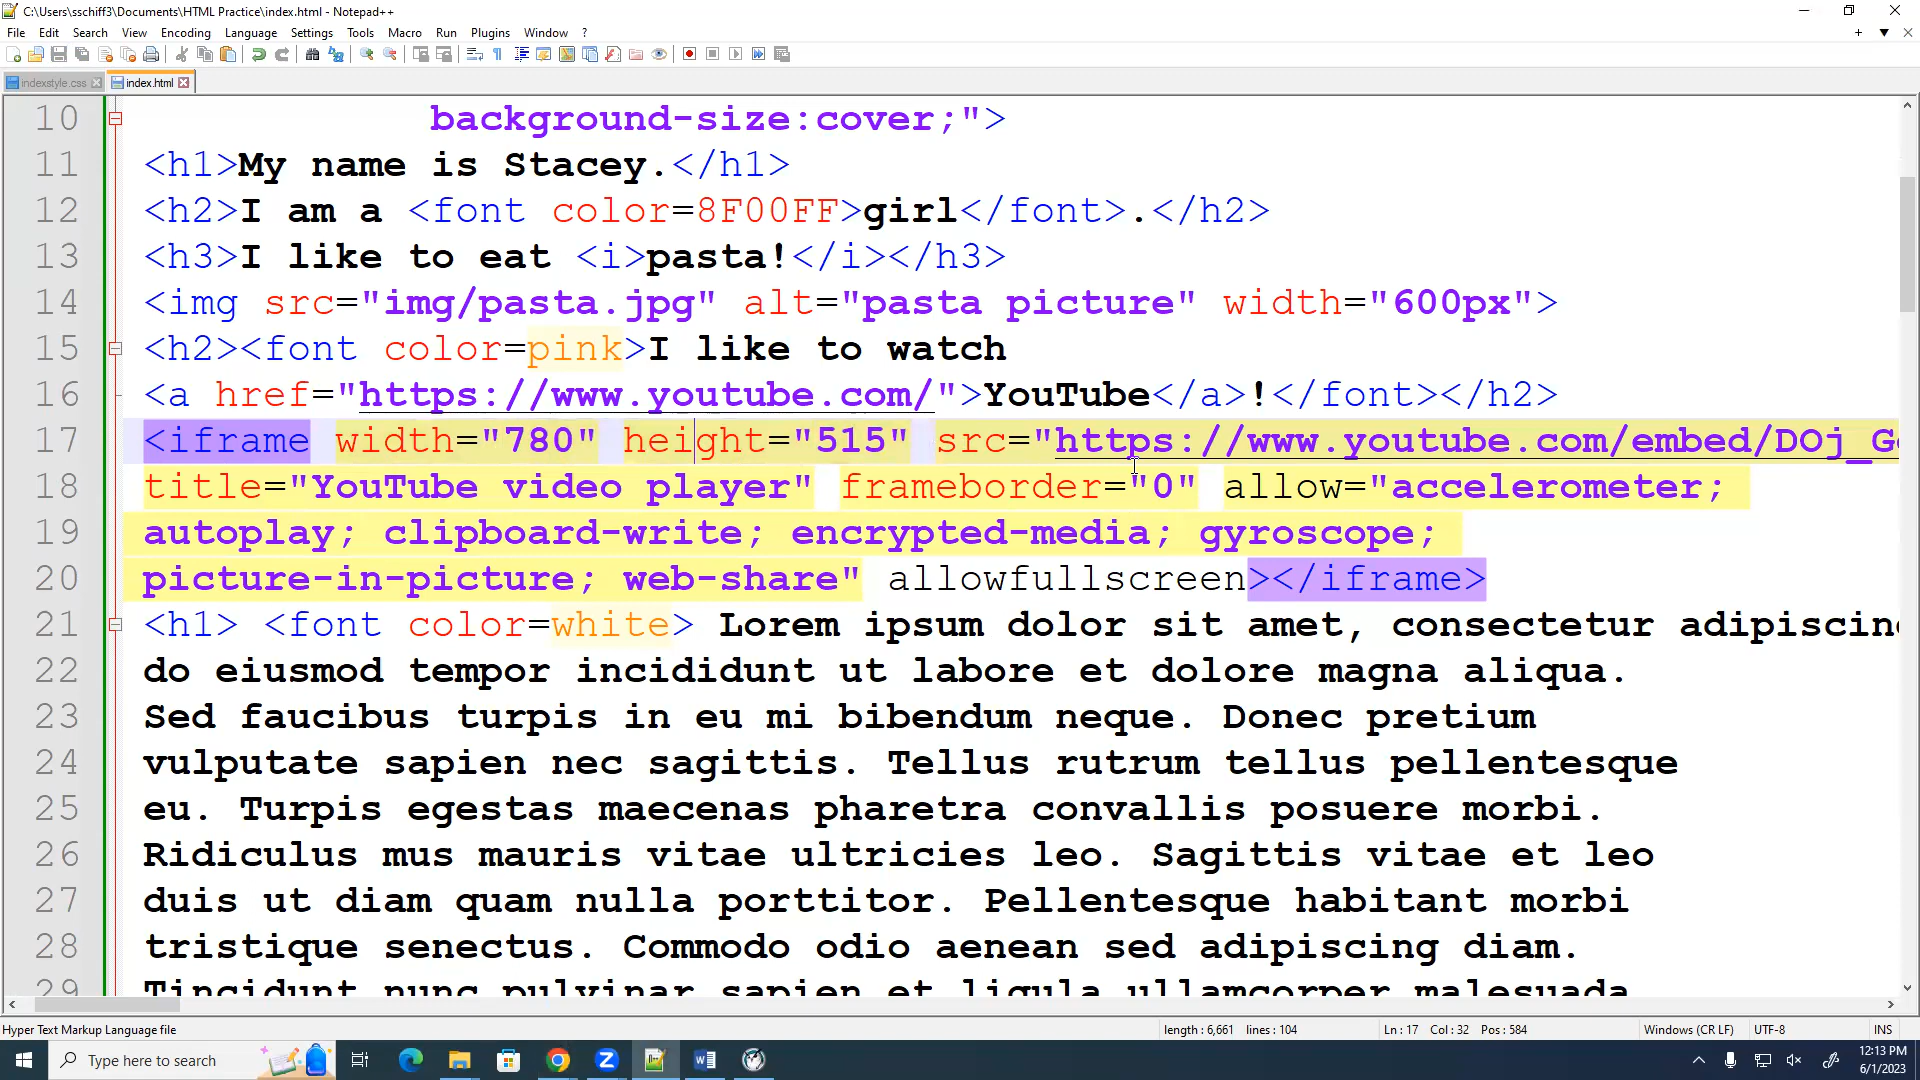 C:\Users\sschiff3\Documents\HTML Practice\index.html - Notepad++
File Edit Search View Encoding Language Settings Tools Macro Run Plugins Window ?
indexstyle.css index.html
10 background-size:cover;">
11 <h1>My name is Stacey.</h1>
12 <h2>I am a <font color=8F00FF>girl</font>.</h2>
13 <h3>I like to eat <i>pasta!</i></h3>
14 <img src="img/pasta.jpg" alt="pasta picture" width="600px">
15 <h2><font color=pink>I like to watch
16 <a href="https://www.youtube.com/">YouTube</a>!</font></h2>
17 <iframe width="780" height="515" src="https://www.youtube.com/embed/DOj_G
18 title="YouTube video player" frameborder="0" allow="accelerometer;
19 autoplay; clipboard-write; encrypted-media; gyroscope;
20 picture-in-picture; web-share" allowfullscreen></iframe>
21 <h1> <font color=white> Lorem ipsum dolor sit amet, consectetur adipiscin
22 do eiusmod tempor incididunt ut labore et dolore magna aliqua.
23 Sed faucibus turpis in eu mi bibendum neque. Donec pretium
24 vulputate sapien nec sagittis. Tellus rutrum tellus pellentesque
25 eu. Turpis egestas maecenas pharetra convallis posuere morbi.
26 Ridiculus mus mauris vitae ultricies leo. Sagittis vitae et leo
27 duis ut diam quam nulla porttitor. Pellentesque habitant morbi
28 tristique senectus. Commodo odio aenean sed adipiscing diam.
29 Tincidunt nunc pulvinar sapien et ligula ullamcorper malesuada
Hyper Text Markup Language file length : 6,661 lines : 104 Ln : 17 Col : 32 Pos : 584 Windows (CR LF) UTF-8 INS
Type here to search
12:13 PM
6/1/2023